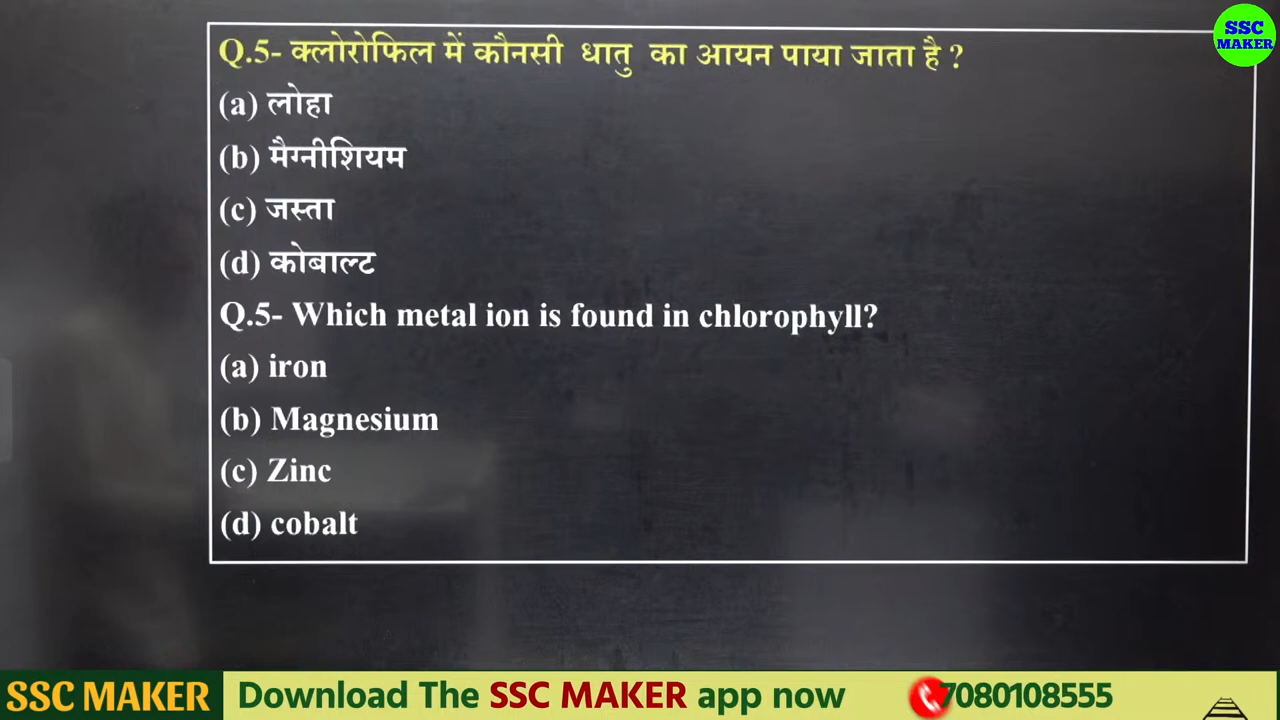 SSC
MAKER
Q.5- क्लोरोफिल में कौनसी धातु का आयन पाया जाता है ?
(a) लोहा
(b) मैग्नीशियम
(c) जस्ता
(d) कोबाल्ट
Q.5- Which metal ion is found in chlorophyll?
(a) iron
(b) Magnesium
(c) Zinc
(d) cobalt
SSC MAKER Download The SSC MAKER app now 7080108555